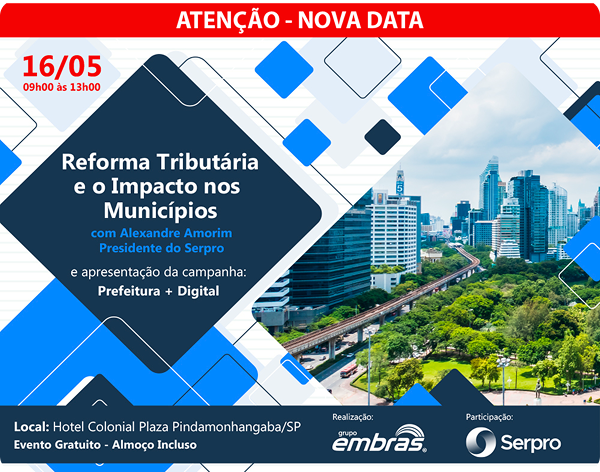 ATENÇÃO - NOVA DATA
16/05
09h00 às 13h00
Reforma Tributária
e o Impacto nos
Municípios
com Alexandre Amorim
Presidente do Serpro
e apresentação da campanha:
Prefeitura + Digital
Local: Hotel Colonial Plaza Pindamonhangaba/SP
Evento Gratuito - Almoço Incluso
Realização:
grupo
embras®
Participação:
Serpro